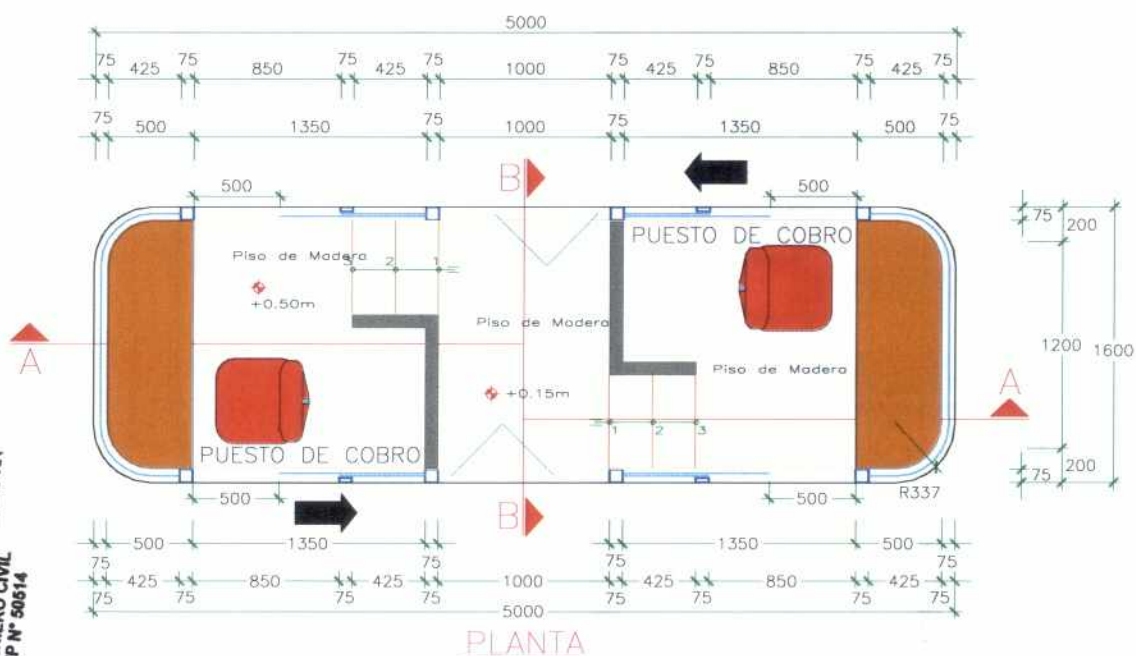 5000
75 425 75 850 75 425 75 1000 75 425 75 850 75 425 75
75 500 1350 75 1000 75 1350 500 75
500 B 500
PUESTO DE COBRO 75 200
Piso de Madera
3 2 1
+0.50m
Piso de Madera
A 1200 1600
Piso de Madera
+0.15m A
1 2 3
PUESTO DE COBRO
200
75
500 500 R337
B
500 1350 1350 500
75 75 75 75
425 850 425 1000 425 850 425
75 75 75 75 75 75 75 75
5000
PLANTA
CIVIL
P N° 50514